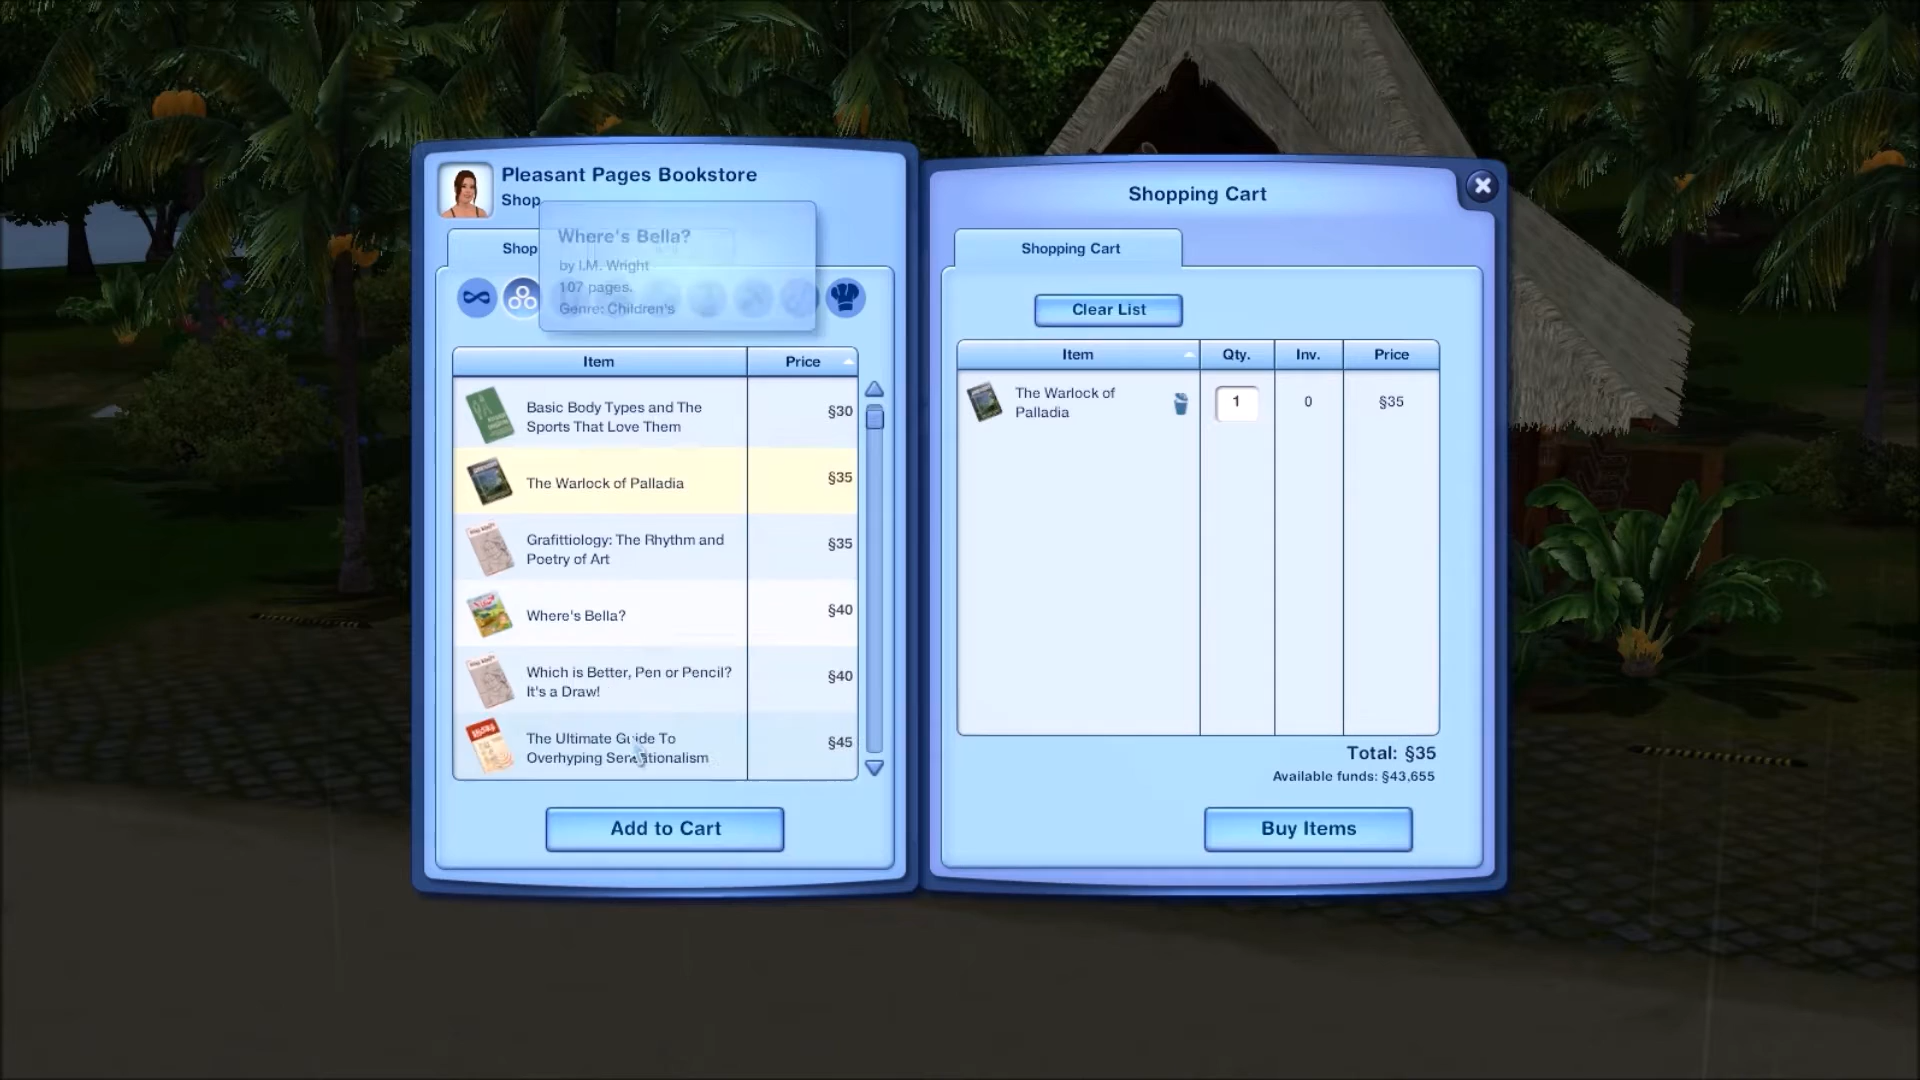 Pleasant Pages Bookstore
Shop
Shop
Where's Bella?
by I.M. Wright
107 pages.
Genre: Children's
Item Price
Basic Body Types and The
Sports That Love Them
§30
The Warlock of Palladia
§35
Grafittiology: The Rhythm and
Poetry of Art
§35
Where's Bella?
§40
Which is Better, Pen or Pencil?
It's a Draw!
§40
The Ultimate Guide To
Overhyping Sensationalism
§45
Add to Cart
Shopping Cart
Shopping Cart
Clear List
Item Qty. Inv. Price
The Warlock of
Palladia
1 0 §35
Total: §35
Available funds: §43,655
Buy Items